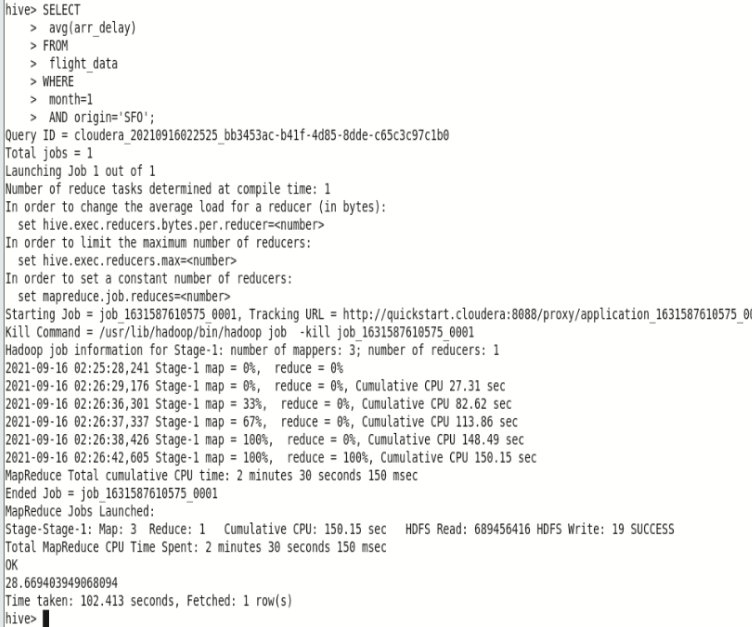 hive> SELECT
> avg(arr_delay)
> FROM
> flight_data
> WHERE
> month=1
> AND origin='SFO';
Query ID = cloudera_20210916022525_bb3453ac-b41f-4d85-8dde-c65c3c97c1b0
Total jobs = 1
Launching Job 1 out of 1
Number of reduce tasks determined at compile time: 1
In order to change the average load for a reducer (in bytes):
set hive.exec.reducers.bytes.per.reducer=<number>
In order to limit the maximum number of reducers:
set hive.exec.reducers.max=<number>
In order to set a constant number of reducers:
set mapreduce.job.reduces=<number>
Starting Job = job_1631587610575_0001, Tracking URL = http://quickstart.cloudera:8088/proxy/application_1631587610575_00
Kill Command = /usr/lib/hadoop/bin/hadoop job  -kill job_1631587610575_0001
Hadoop job information for Stage-1: number of mappers: 3; number of reducers: 1
2021-09-16 02:25:28,241 Stage-1 map = 0%,  reduce = 0%
2021-09-16 02:26:29,176 Stage-1 map = 0%,  reduce = 0%, Cumulative CPU 27.31 sec
2021-09-16 02:26:36,301 Stage-1 map = 33%,  reduce = 0%, Cumulative CPU 82.62 sec
2021-09-16 02:26:37,337 Stage-1 map = 67%,  reduce = 0%, Cumulative CPU 113.86 sec
2021-09-16 02:26:38,426 Stage-1 map = 100%,  reduce = 0%, Cumulative CPU 148.49 sec
2021-09-16 02:26:42,605 Stage-1 map = 100%,  reduce = 100%, Cumulative CPU 150.15 sec
MapReduce Total cumulative CPU time: 2 minutes 30 seconds 150 msec
Ended Job = job_1631587610575_0001
MapReduce Jobs Launched:
Stage-Stage-1: Map: 3  Reduce: 1   Cumulative CPU: 150.15 sec   HDFS Read: 689456416 HDFS Write: 19 SUCCESS
Total MapReduce CPU Time Spent: 2 minutes 30 seconds 150 msec
OK
28.669403949068094
Time taken: 102.413 seconds, Fetched: 1 row(s)
hive>